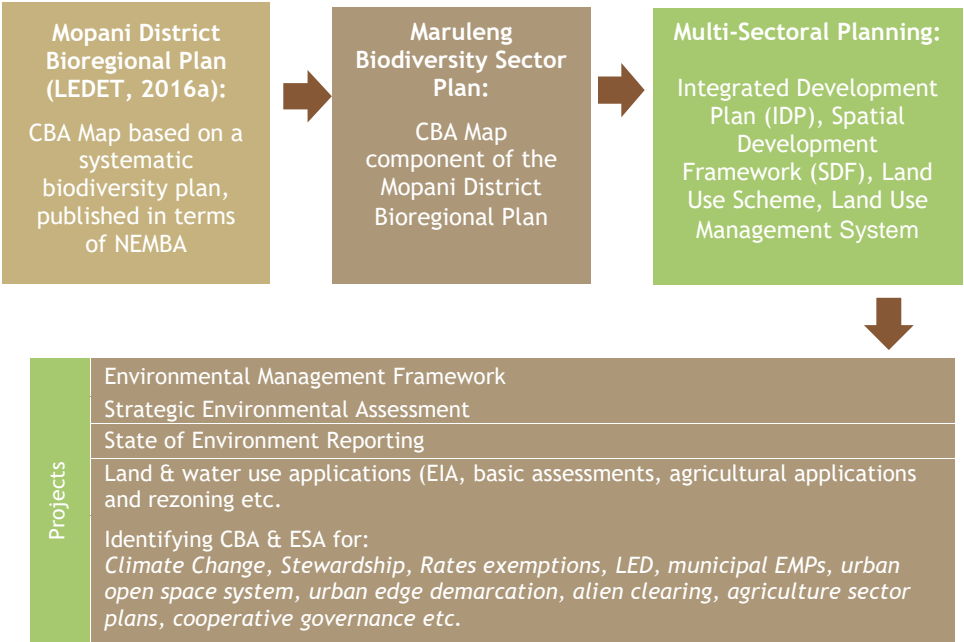 Mopani District
Bioregional Plan
(LEDET, 2016a):
CBA Map based on a
systematic
biodiversity plan,
published in terms
of NEMBA
Maruleng
Biodiversity Sector
Plan:
CBA Map
component of the
Mopani District
Bioregional Plan
Multi-Sectoral Planning:
Integrated Development
Plan (IDP), Spatial
Development
Framework (SDF), Land
Use Scheme, Land Use
Management System
Projects
Environmental Management Framework
Strategic Environmental Assessment
State of Environment Reporting
Land & water use applications (EIA, basic assessments, agricultural applications
and rezoning etc.
Identifying CBA & ESA for:
Climate Change, Stewardship, Rates exemptions, LED, municipal EMPs, urban
open space system, urban edge demarcation, alien clearing, agriculture sector
plans, cooperative governance etc.